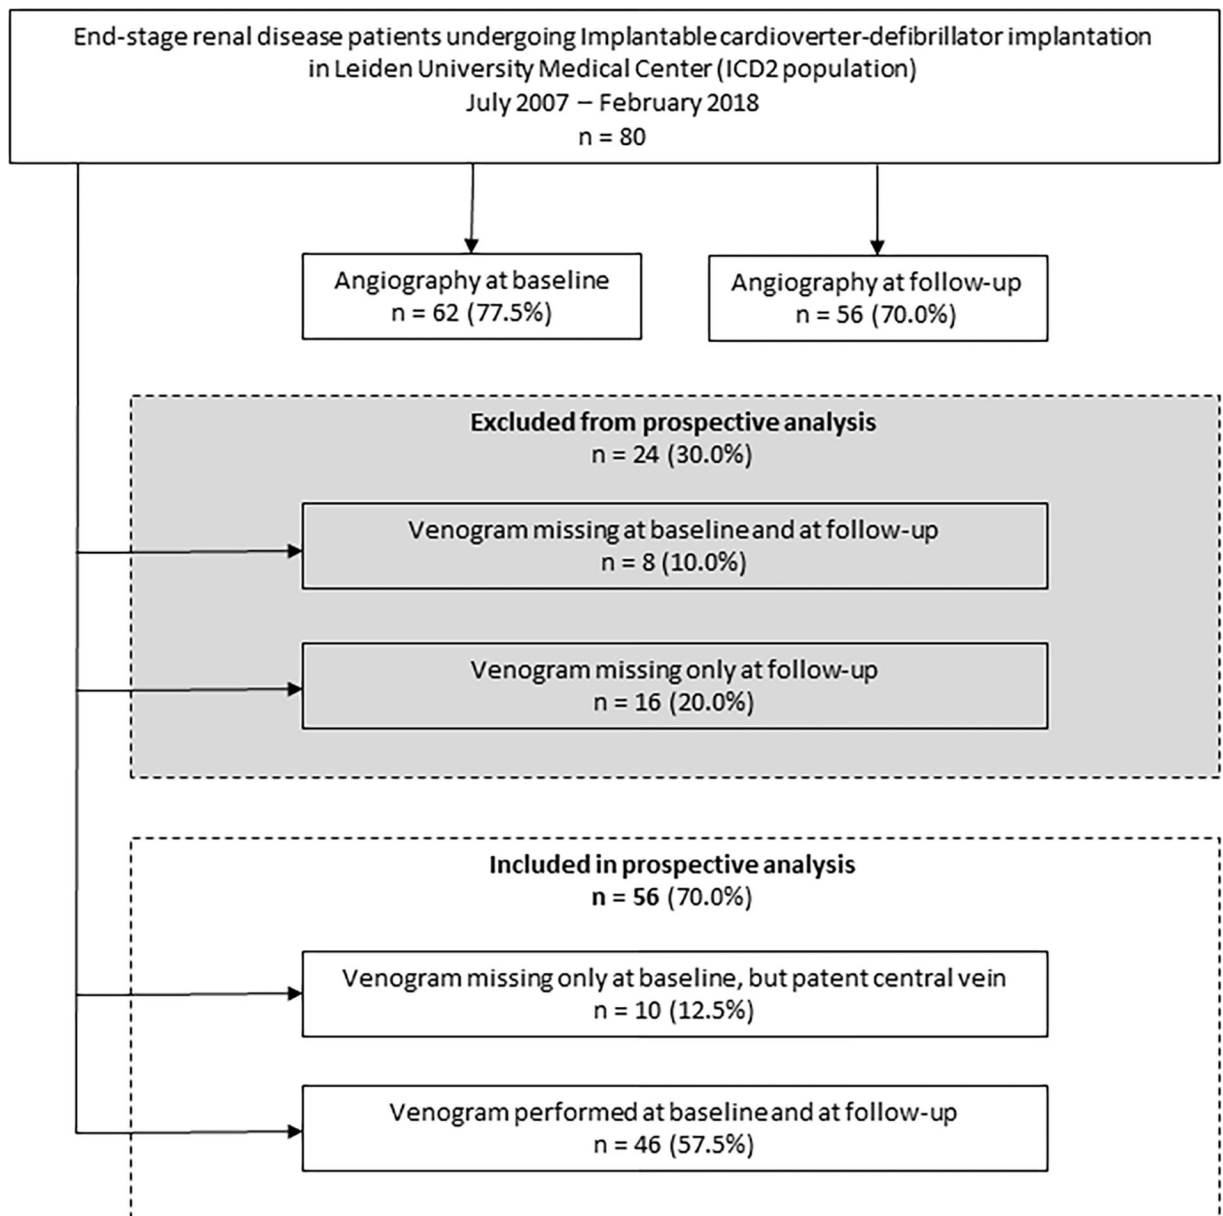 End-stage renal disease patients undergoing Implantable cardioverter-defibrillator implantation
in Leiden University Medical Center (ICD2 population)
July 2007 – February 2018
n = 80
Angiography at baseline
n = 62 (77.5%)
Angiography at follow-up
n = 56 (70.0%)
Excluded from prospective analysis
n = 24 (30.0%)
Venogram missing at baseline and at follow-up
n = 8 (10.0%)
Venogram missing only at follow-up
n = 16 (20.0%)
Included in prospective analysis
n = 56 (70.0%)
Venogram missing only at baseline, but patent central vein
n = 10 (12.5%)
Venogram performed at baseline and at follow-up
n = 46 (57.5%)